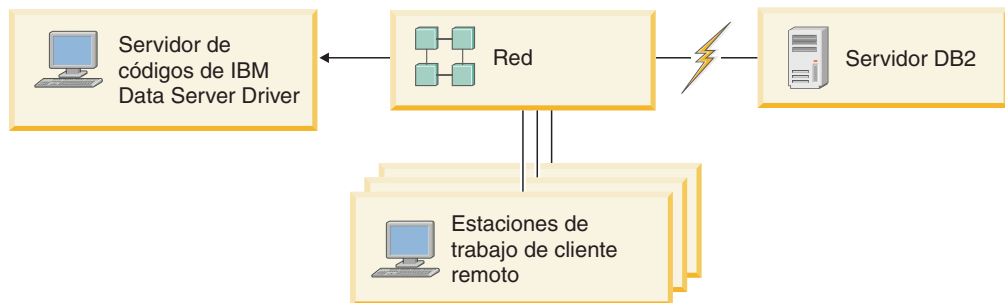 Servidor de
códigos de IBM
Data Server Driver
Red
Servidor DB2
Estaciones de
trabajo de cliente
remoto